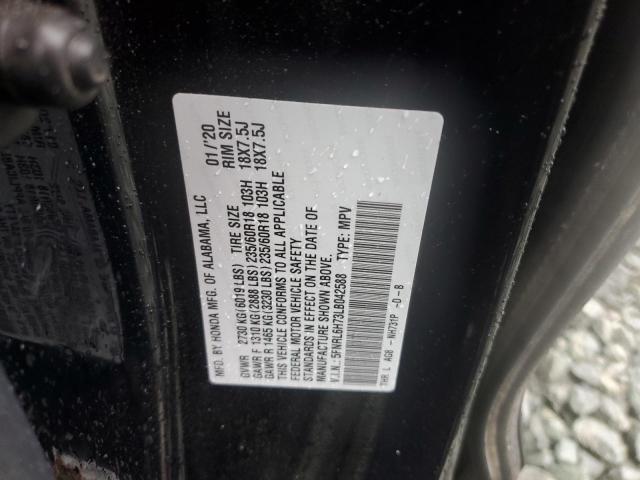 MFD. BY HONDA MFG. OF ALABAMA, LLC 01/'20
GVWR 2730 KG (6019 LBS) TIRE SIZE RIM SIZE
GAWR F 1310 KG (2888 LBS) 235/60R18 103H 18X7.5J
GAWR R 1465 KG (3230 LBS) 235/60R18 103H 18X7.5J
THIS VEHICLE CONFORMS TO ALL APPLICABLE
FEDERAL MOTOR VEHICLE SAFETY
STANDARDS IN EFFECT ON THE DATE OF
MANUFACTURE SHOWN ABOVE.
V.I.N.: 5FNRL6H73LB042588 TYPE: MPV
THR L AG8 - NH731P -D-B